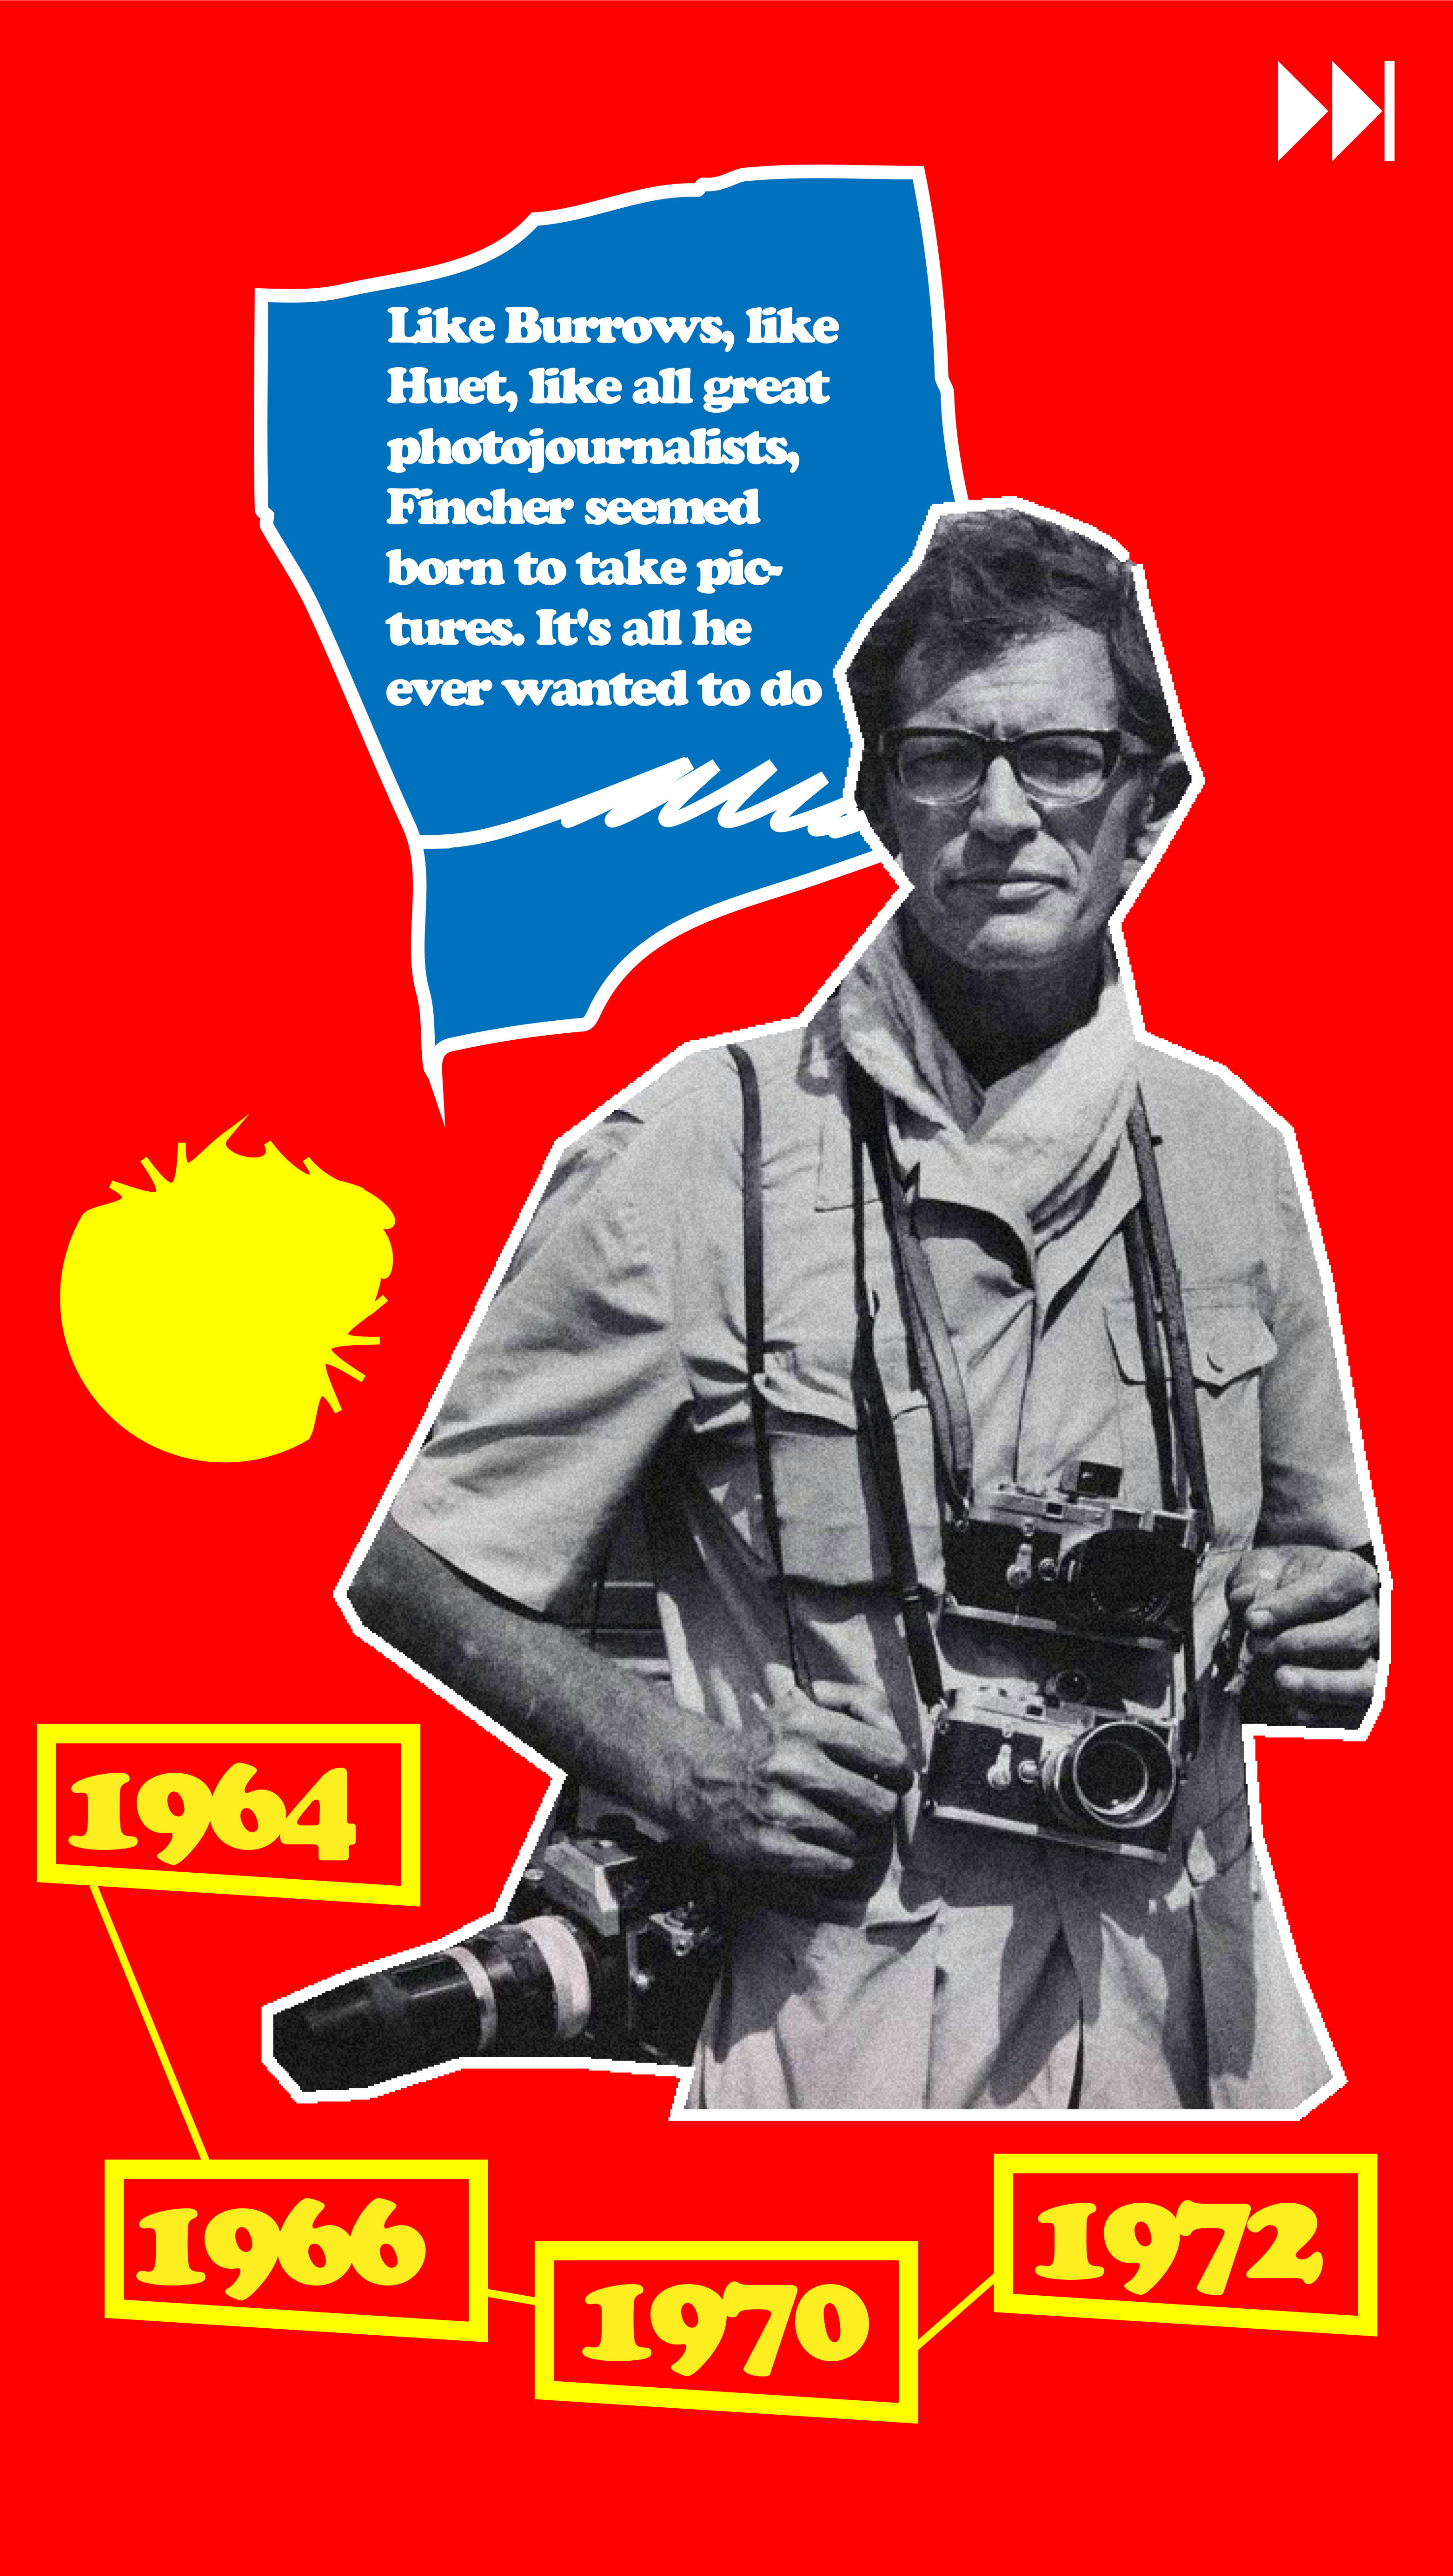 Like Burrows, like
Huet, like all great
photojournalists,
Fincher seemed
born to take pic-
tures. It's all he
ever wanted to do
1964
1966
1970
1972